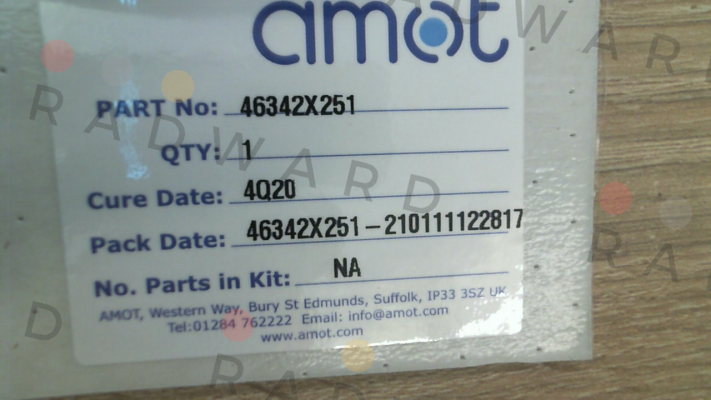 amot
PART No: 46342X251
QTY: 1
Cure Date: 4Q20
Pack Date: 46342X251-210111122817
No. Parts in Kit: NA
AMOT, Western Way, Bury St Edmunds, Suffolk, IP33 3SZ UK
Tel:01284 762222 Email: info@amot.com
www.amot.com
RADWARD